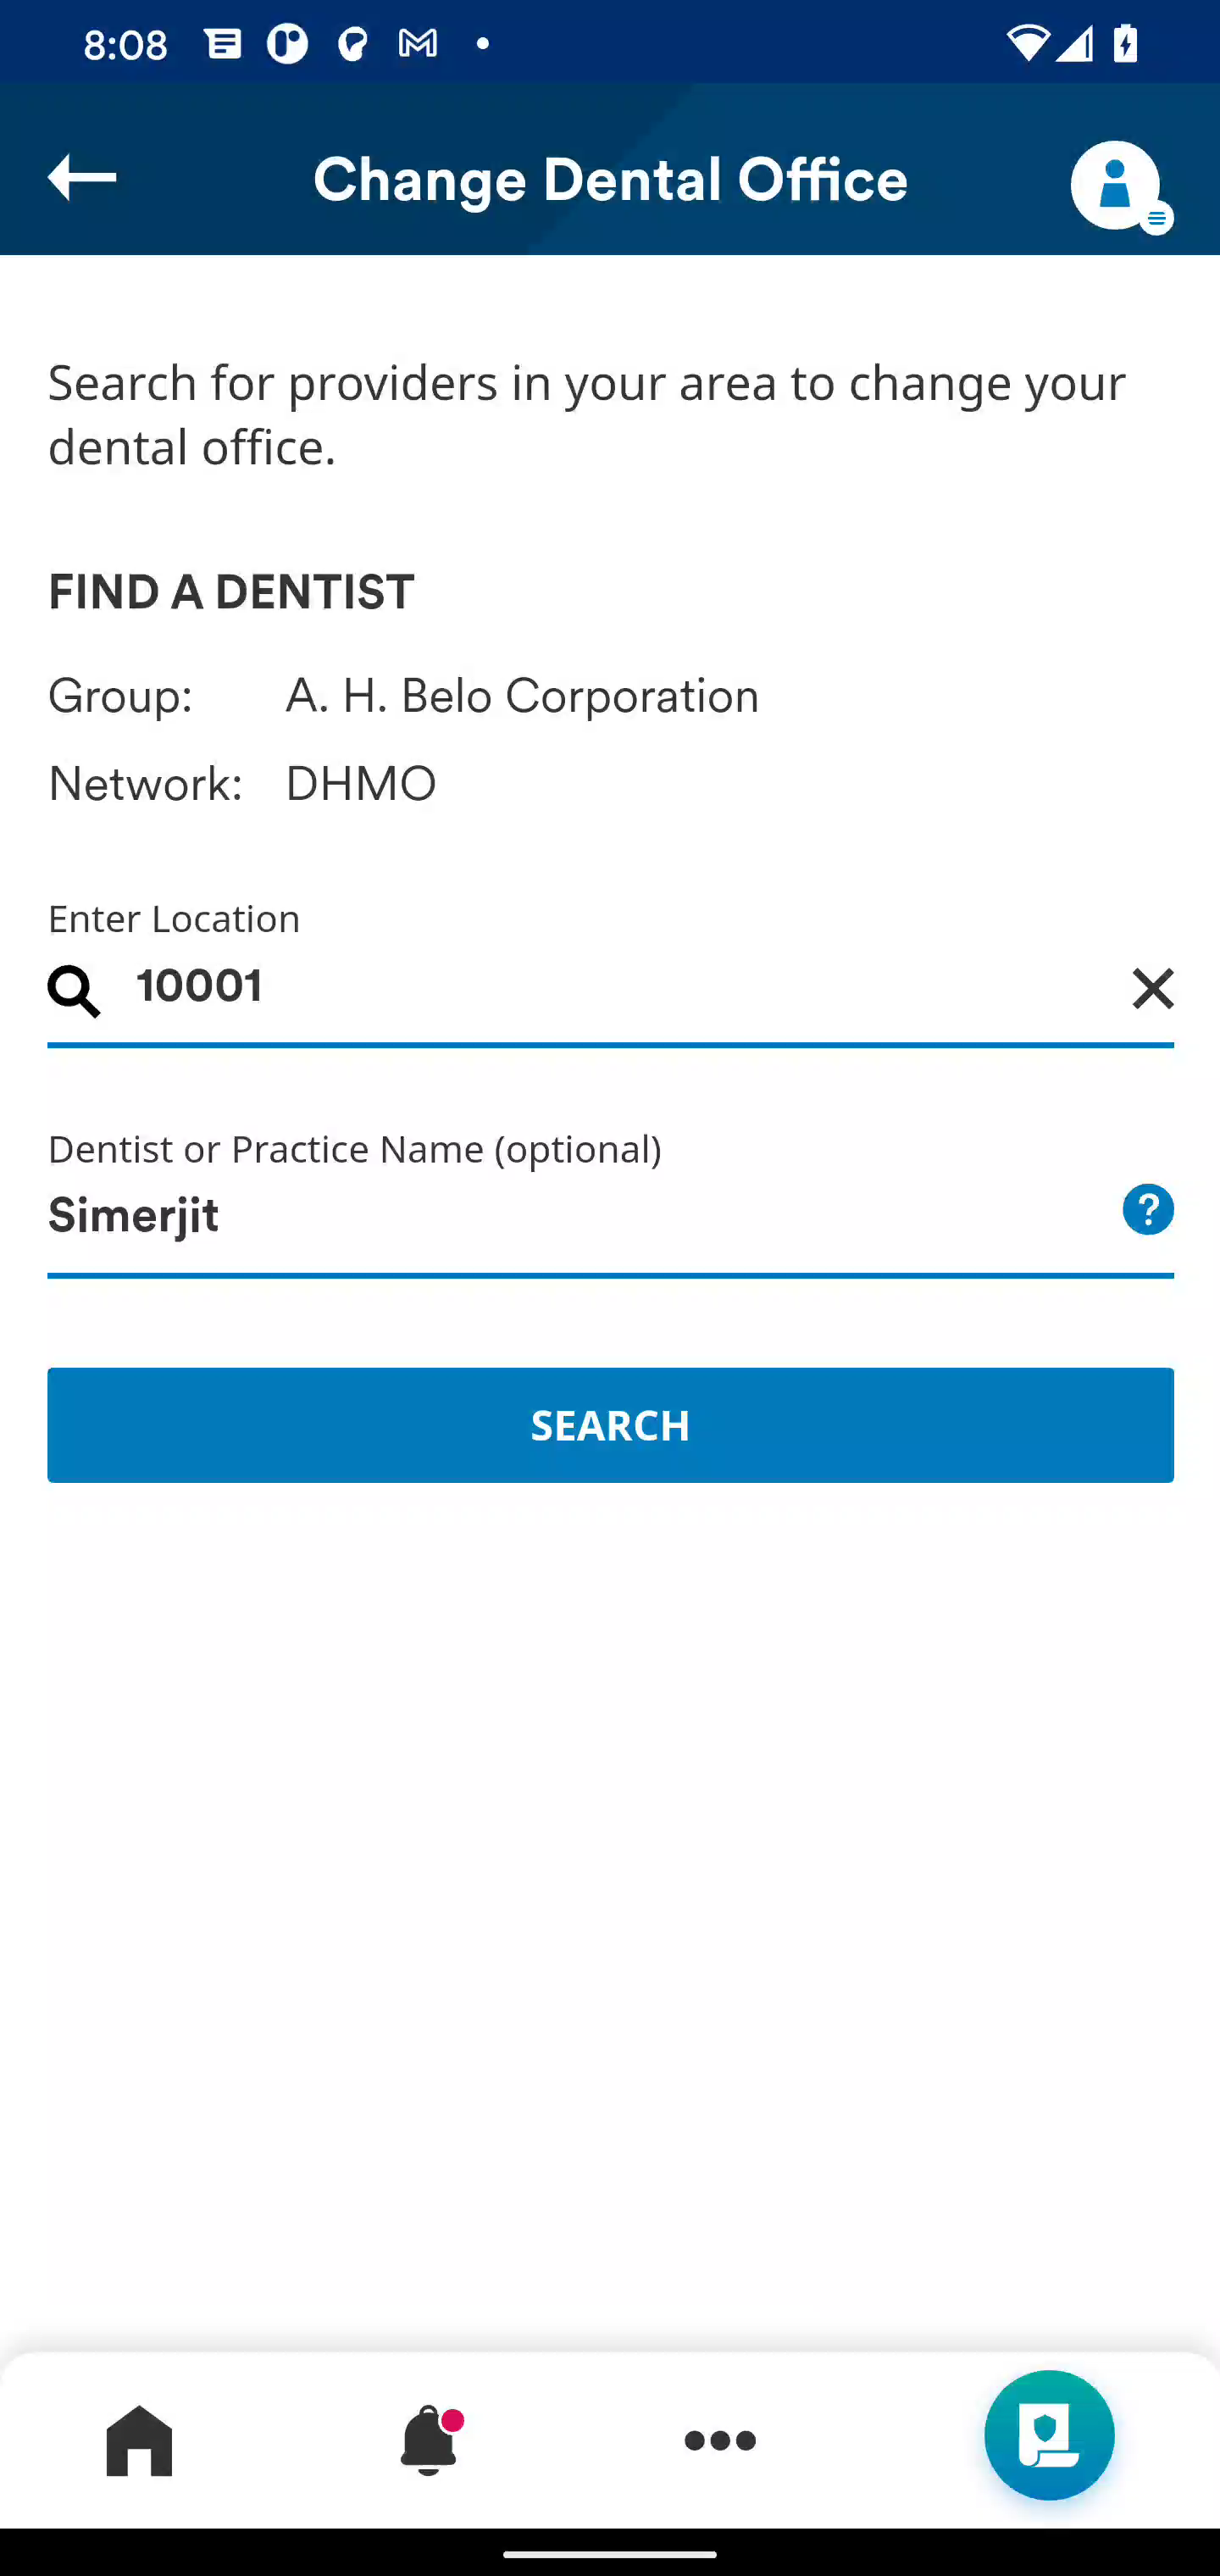 8:08
Change Dental Office
Search for providers in your area to change your
dental office.
FIND A DENTIST
Group: A. H. Belo Corporation
Network: DHMO
Enter Location
10001
Dentist or Practice Name (optional)
Simerjit
?
SEARCH